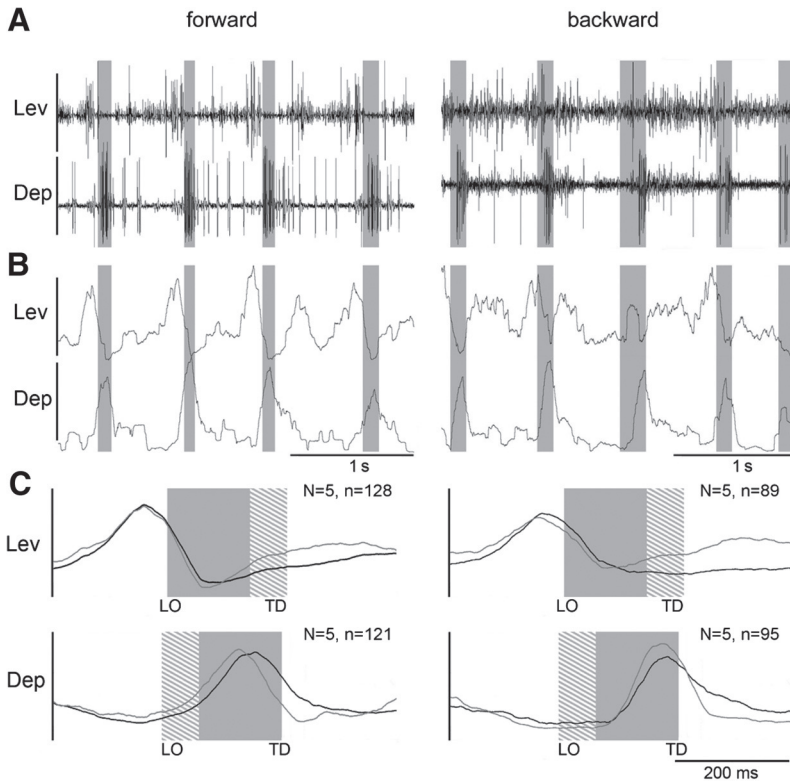 A
forward
backward
Lev
Dep
B
Lev
Dep
1 s
1 s
C
N=5, n=128
N=5, n=89
Lev
LO
TD
LO
TD
N=5, n=121
N=5, n=95
Dep
LO
TD
LO
TD
200 ms